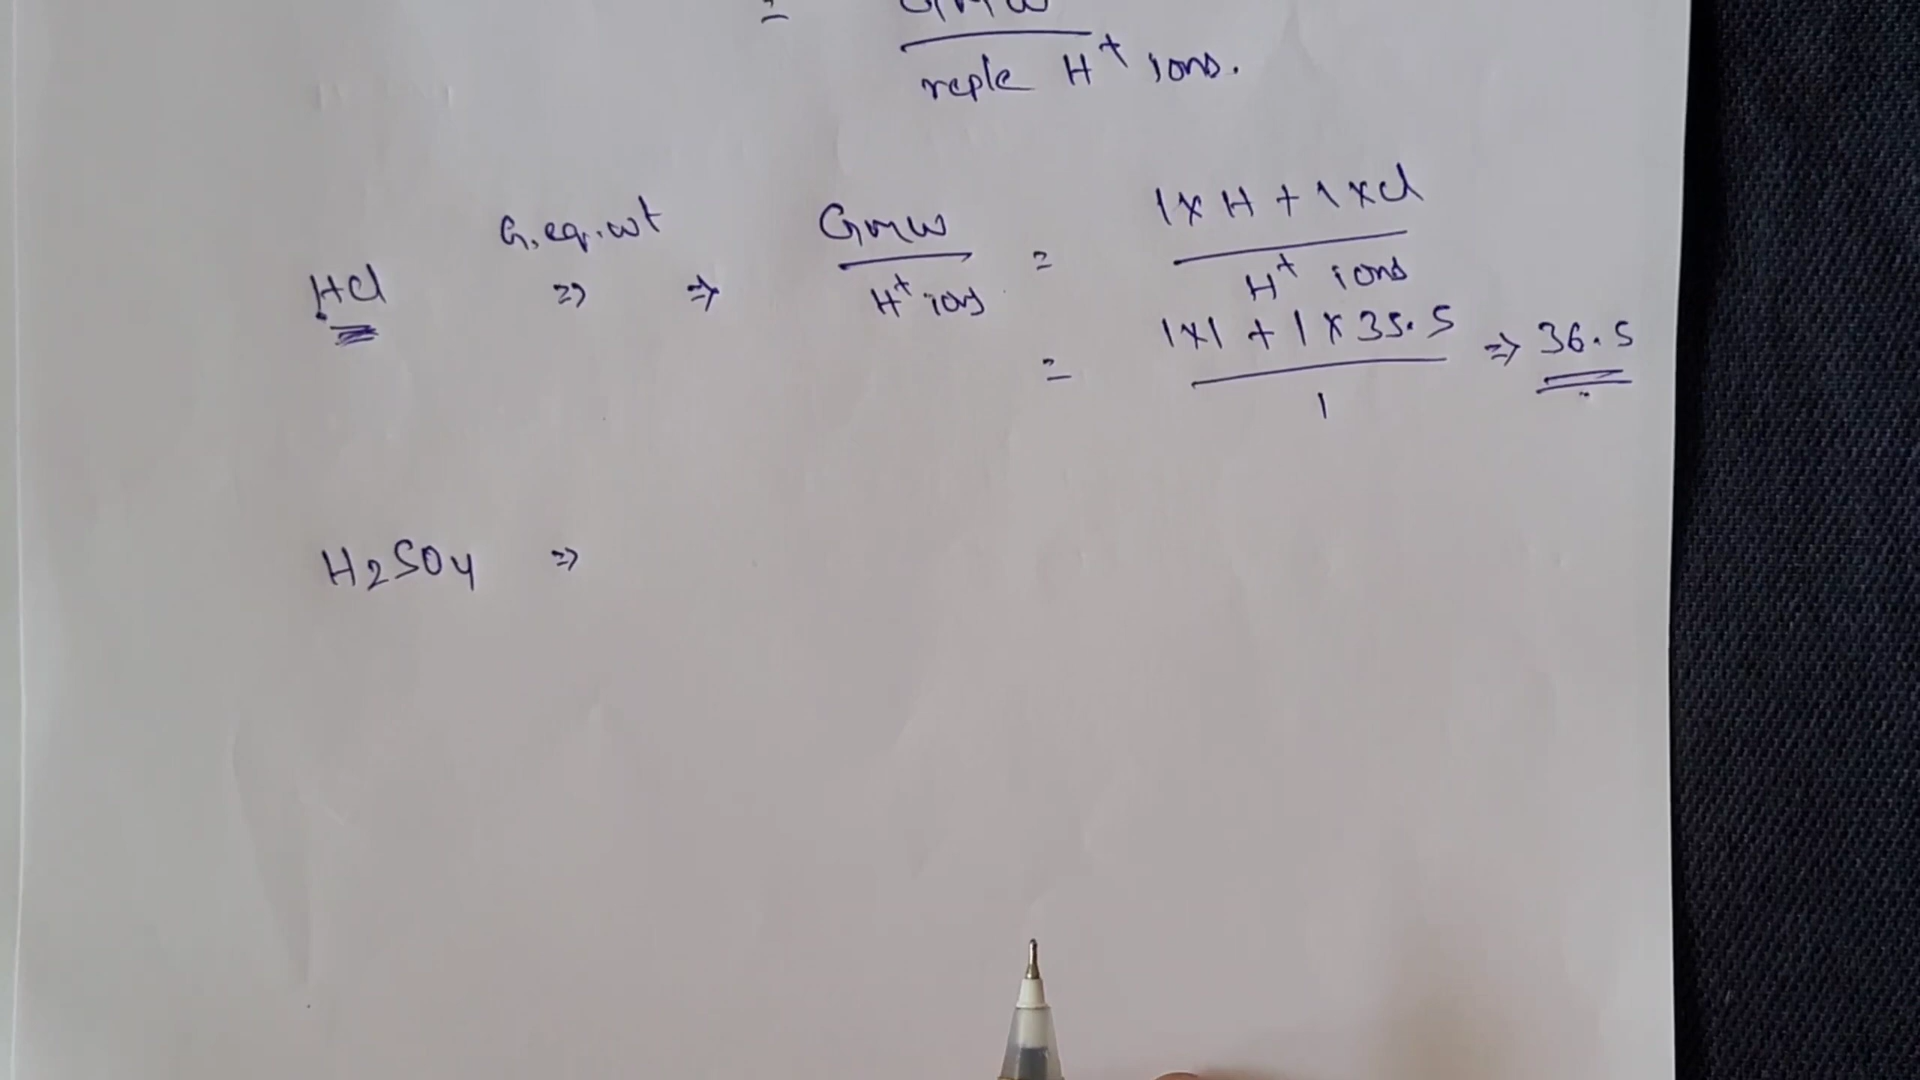 = GMW
reple H⁺ ions.
HCl G.eq.wt ⇒ ⇒ GMW / H⁺ ions = 1×H + 1×Cl / H⁺ ions
= 1×1 + 1×35.5 / 1 ⇒ 36.5
H₂SO₄ ⇒